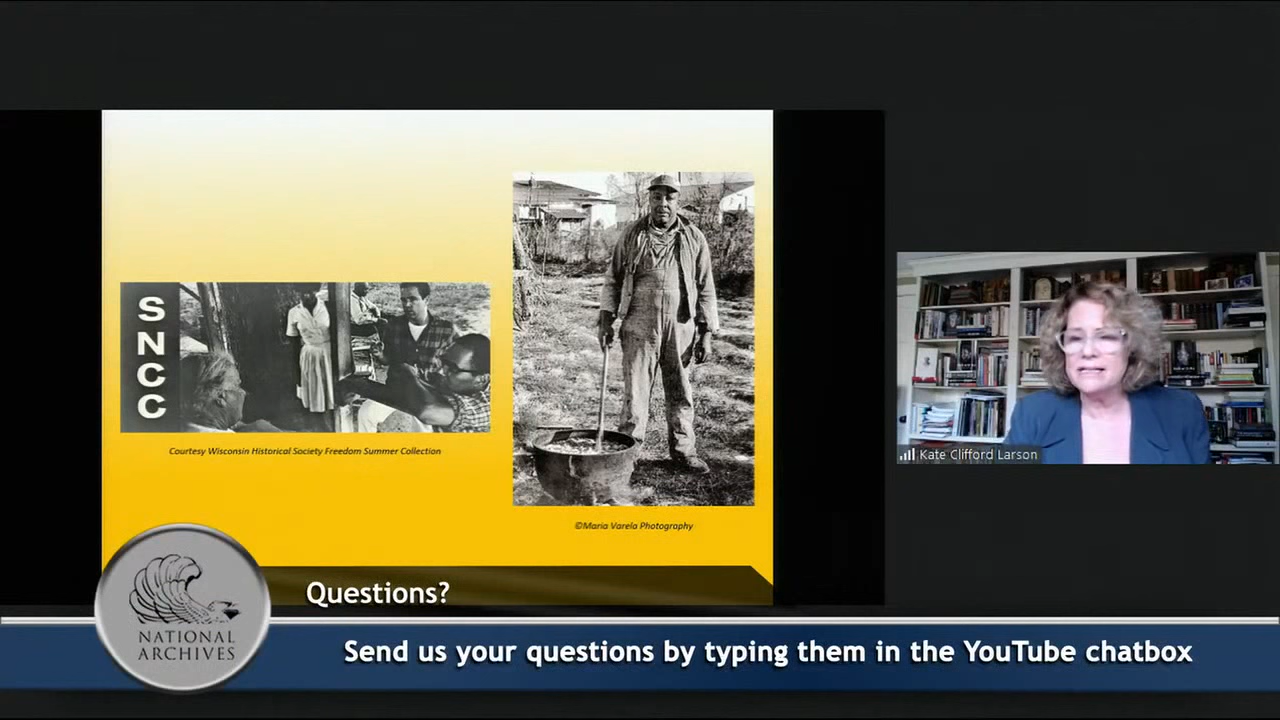 SNCC
Courtesy Wisconsin Historical Society Freedom Summer Collection
©Maria Varela Photography
Kate Clifford Larson
Questions?
NATIONAL
ARCHIVES
Send us your questions by typing them in the YouTube chatbox